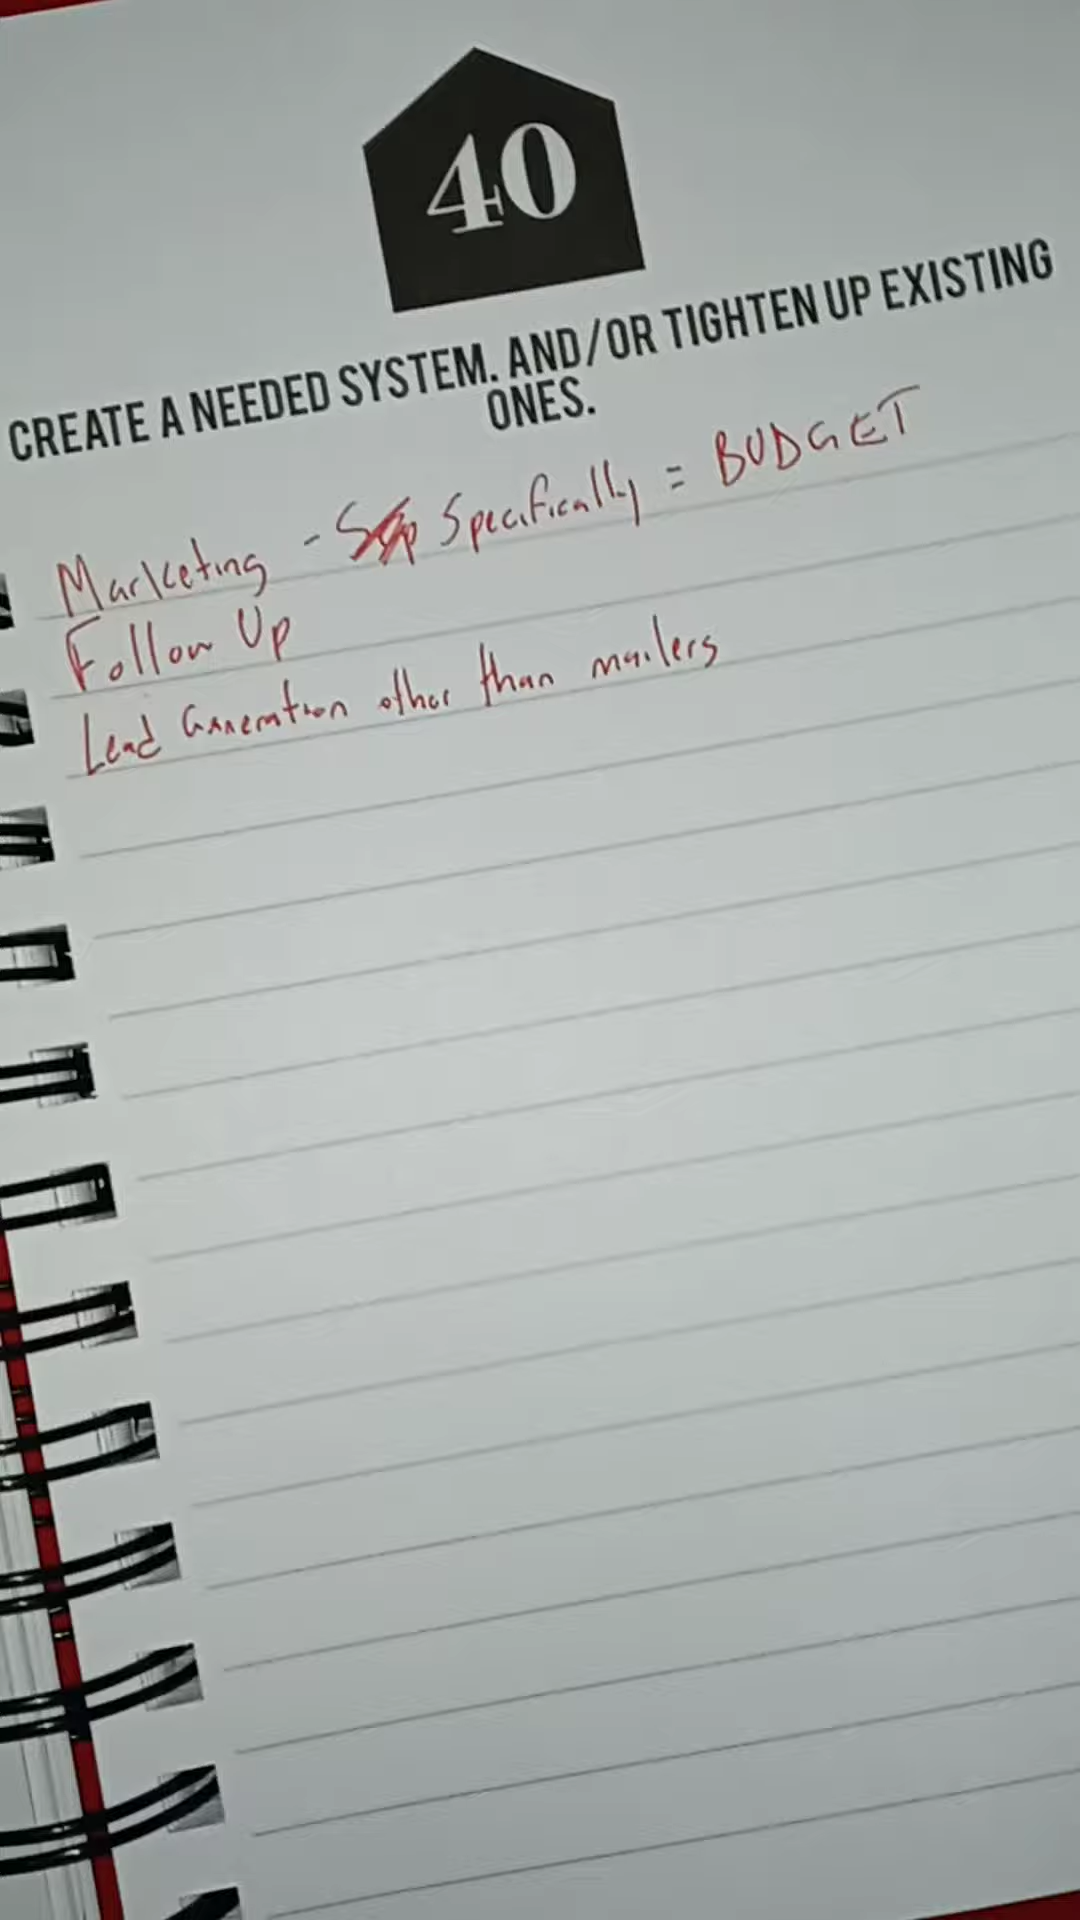 40
CREATE A NEEDED SYSTEM. AND/OR TIGHTEN UP EXISTING
ONES.
Marketing - Specifically = BUDGET
Follow Up
Lead Generation other than mailers